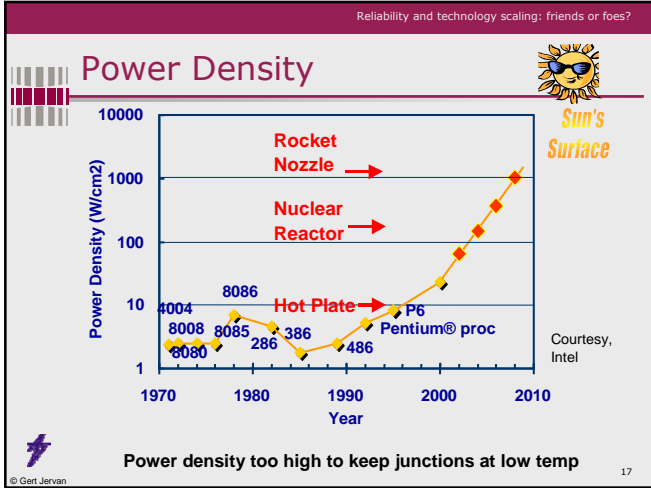 Reliability and technology scaling: friends or foes?
Power Density
Sun's
Surface
10000
1000
100
10
1
Power Density (W/cm2)
Rocket
Nozzle
Nuclear
Reactor
Hot Plate
4004
8008
8080
8085
8086
286
386
486
P6
Pentium® proc
1970
1980
1990
2000
2010
Year
Courtesy,
Intel
Power density too high to keep junctions at low temp
© Gert Jervan
17